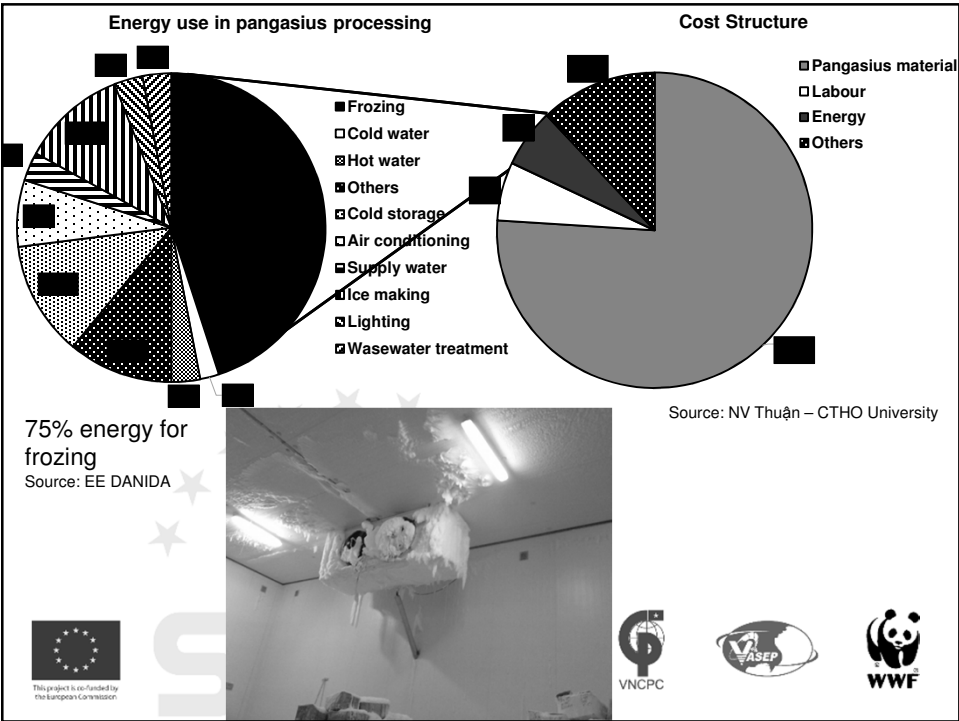 Energy use in pangasius processing
Frozing
Cold water
Hot water
Others
Cold storage
Air conditioning
Supply water
Ice making
Lighting
Wasewater treatment
Cost Structure
Pangasius material
Labour
Energy
Others
Source: NV Thuận – CTHO University
75% energy for
frozing
Source: EE DANIDA
This project is co-funded by
the European Commission
VNCPC
VASEP
WWF